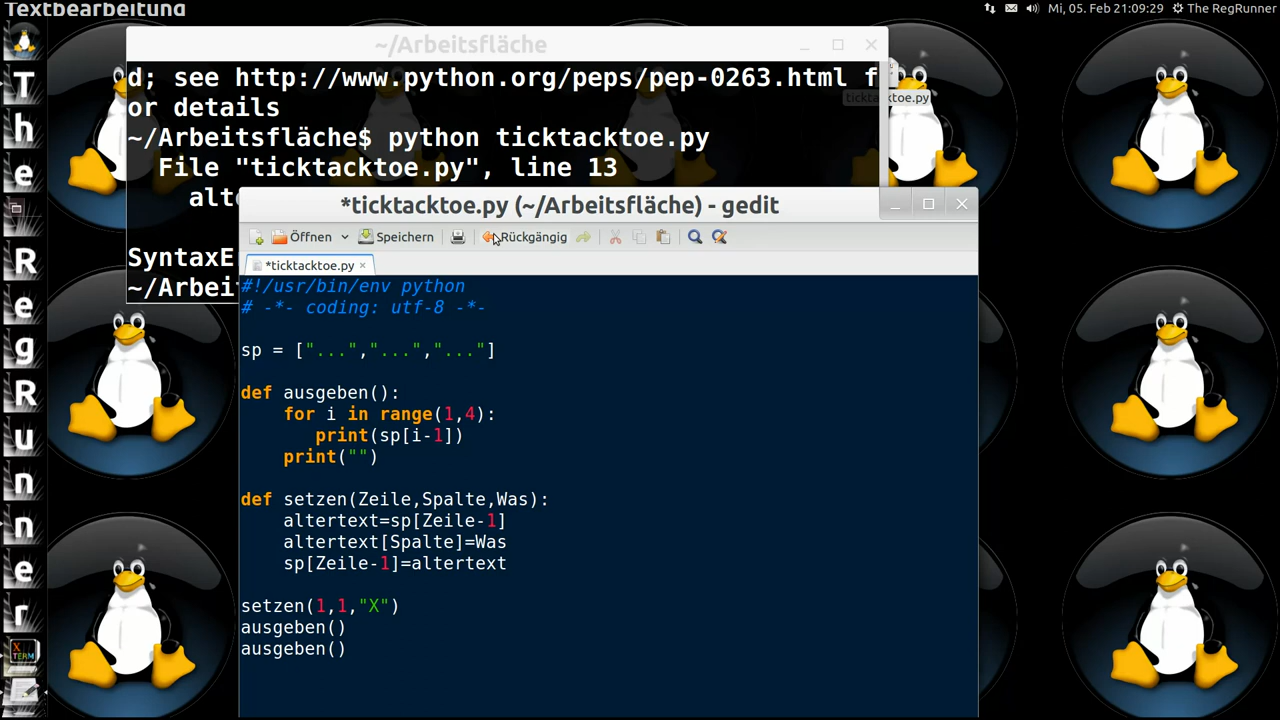 Textbearbeitung
Mi, 05. Feb 21:09:29 The RegRunner
T
h
e
R
e
g
R
u
n
n
e
r
X
TERM
~/Arbeitsfläche
d; see http://www.python.org/peps/pep-0263.html f
or details
~/Arbeitsfläche$ python ticktacktoe.py
File "ticktacktoe.py", line 13
alte
SyntaxE
~/Arbei
ticktacktoe.py
*ticktacktoe.py (~/Arbeitsfläche) - gedit
Öffnen Speichern Rückgängig
*ticktacktoe.py
#!/usr/bin/env python
# -*- coding: utf-8 -*-
sp = ["...","...","..."]
def ausgeben():
    for i in range(1,4):
       print(sp[i-1])
    print("")
def setzen(Zeile,Spalte,Was):
    altertext=sp[Zeile-1]
    altertext[Spalte]=Was
    sp[Zeile-1]=altertext
setzen(1,1,"X")
ausgeben()
ausgeben()